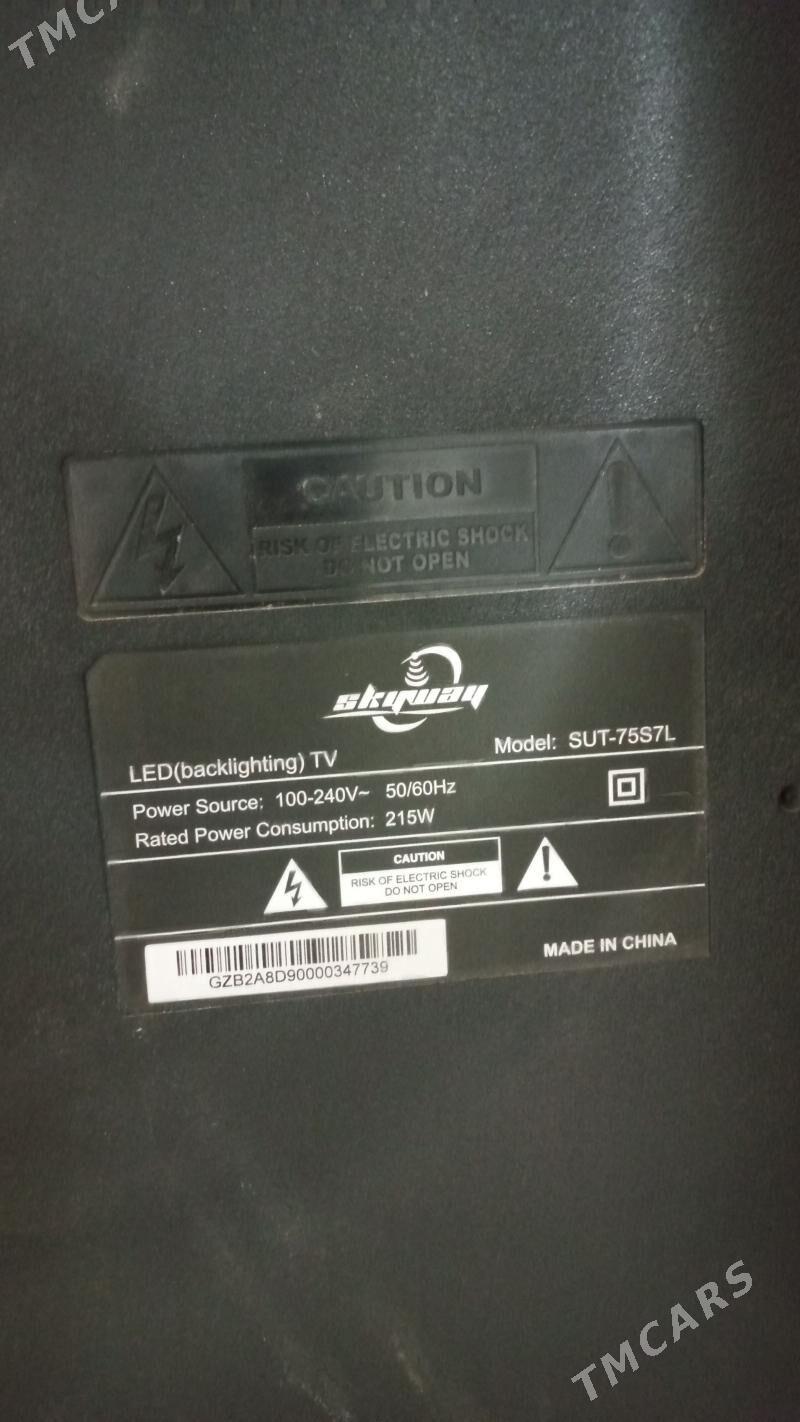 TMCA
CAUTION
RISK OF ELECTRIC SHOCK
DO NOT OPEN
skyway
LED(backlighting) TV
Model: SUT-75S7L
Power Source: 100-240V~ 50/60Hz
Rated Power Consumption: 215W
CAUTION
RISK OF ELECTRIC SHOCK
DO NOT OPEN
GZB2A8D90000347739
MADE IN CHINA
TMCARS